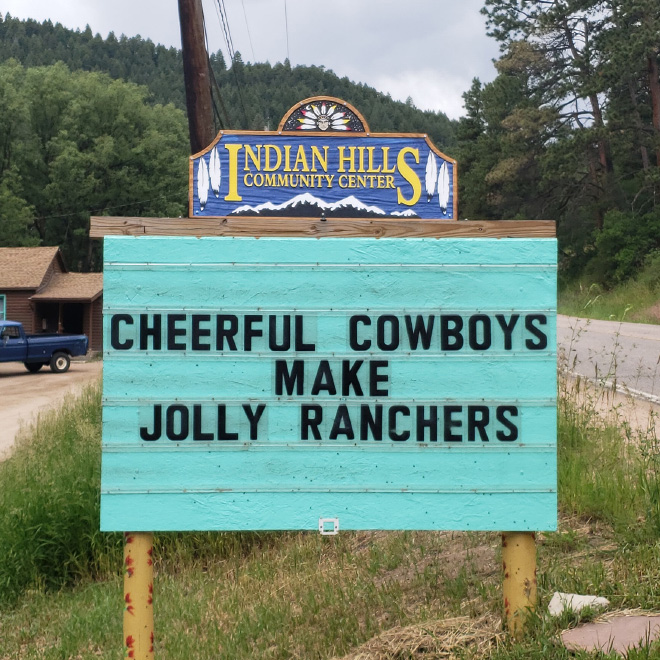 INDIAN HILLS
COMMUNITY CENTER
CHEERFUL COWBOYS
MAKE
JOLLY RANCHERS